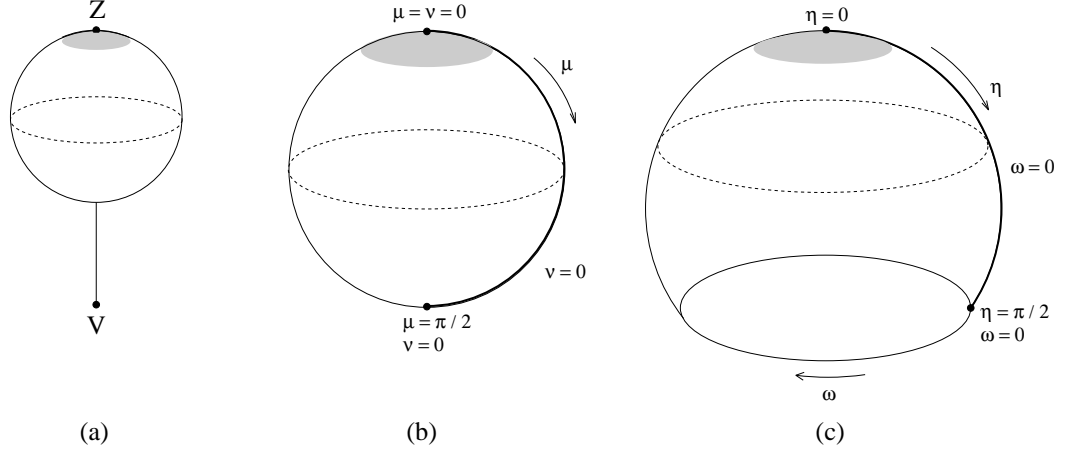 Z
V
(a)
μ = ν = 0
μ
ν = 0
μ = π / 2
ν = 0
(b)
η = 0
η
ω = 0
η = π / 2
ω = 0
ω
(c)